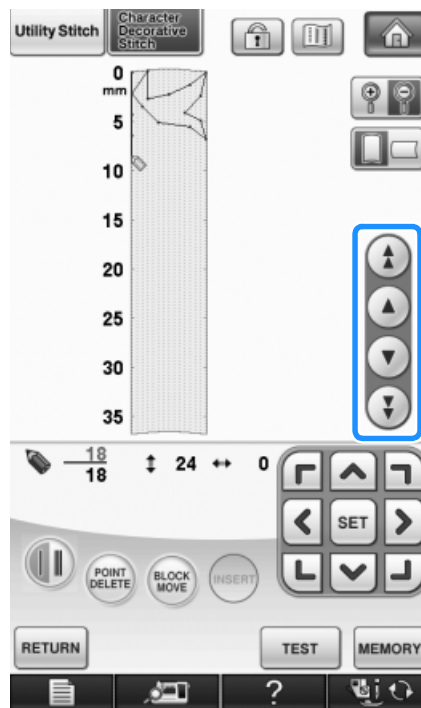 Utility Stitch
Character
Decorative
Stitch
0
mm
5
10
15
20
25
30
35
18
18
24
0
SET
POINT
DELETE
BLOCK
MOVE
INSERT
RETURN
TEST
MEMORY
?